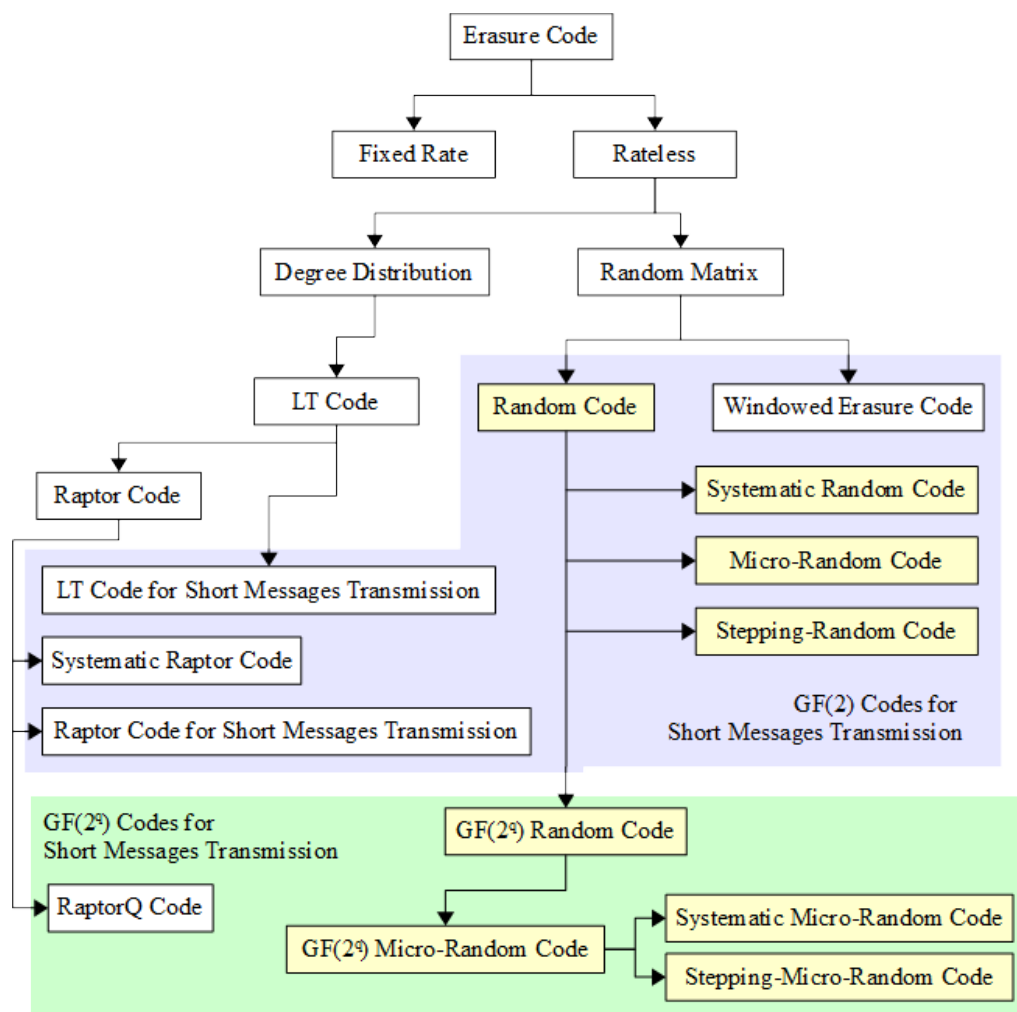 Erasure Code
Fixed Rate
Rateless
Degree Distribution
Random Matrix
LT Code
Random Code
Windowed Erasure Code
Raptor Code
Systematic Random Code
Micro-Random Code
LT Code for Short Messages Transmission
Stepping-Random Code
Systematic Raptor Code
Raptor Code for Short Messages Transmission
GF(2) Codes for
Short Messages Transmission
GF(2^q) Codes for
Short Messages Transmission
GF(2^q) Random Code
RaptorQ Code
GF(2^q) Micro-Random Code
Systematic Micro-Random Code
Stepping-Micro-Random Code